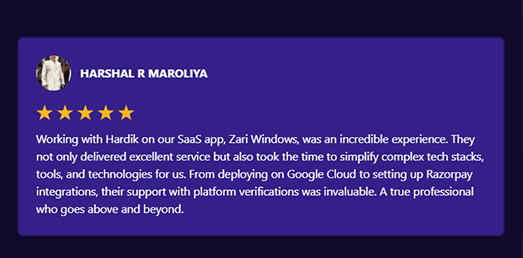 HARSHAL R MAROLIYA
Working with Hardik on our SaaS app, Zari Windows, was an incredible experience. They
not only delivered excellent service but also took the time to simplify complex tech stacks,
tools, and technologies for us. From deploying on Google Cloud to setting up Razorpay
integrations, their support with platform verifications was invaluable. A true professional
who goes above and beyond.